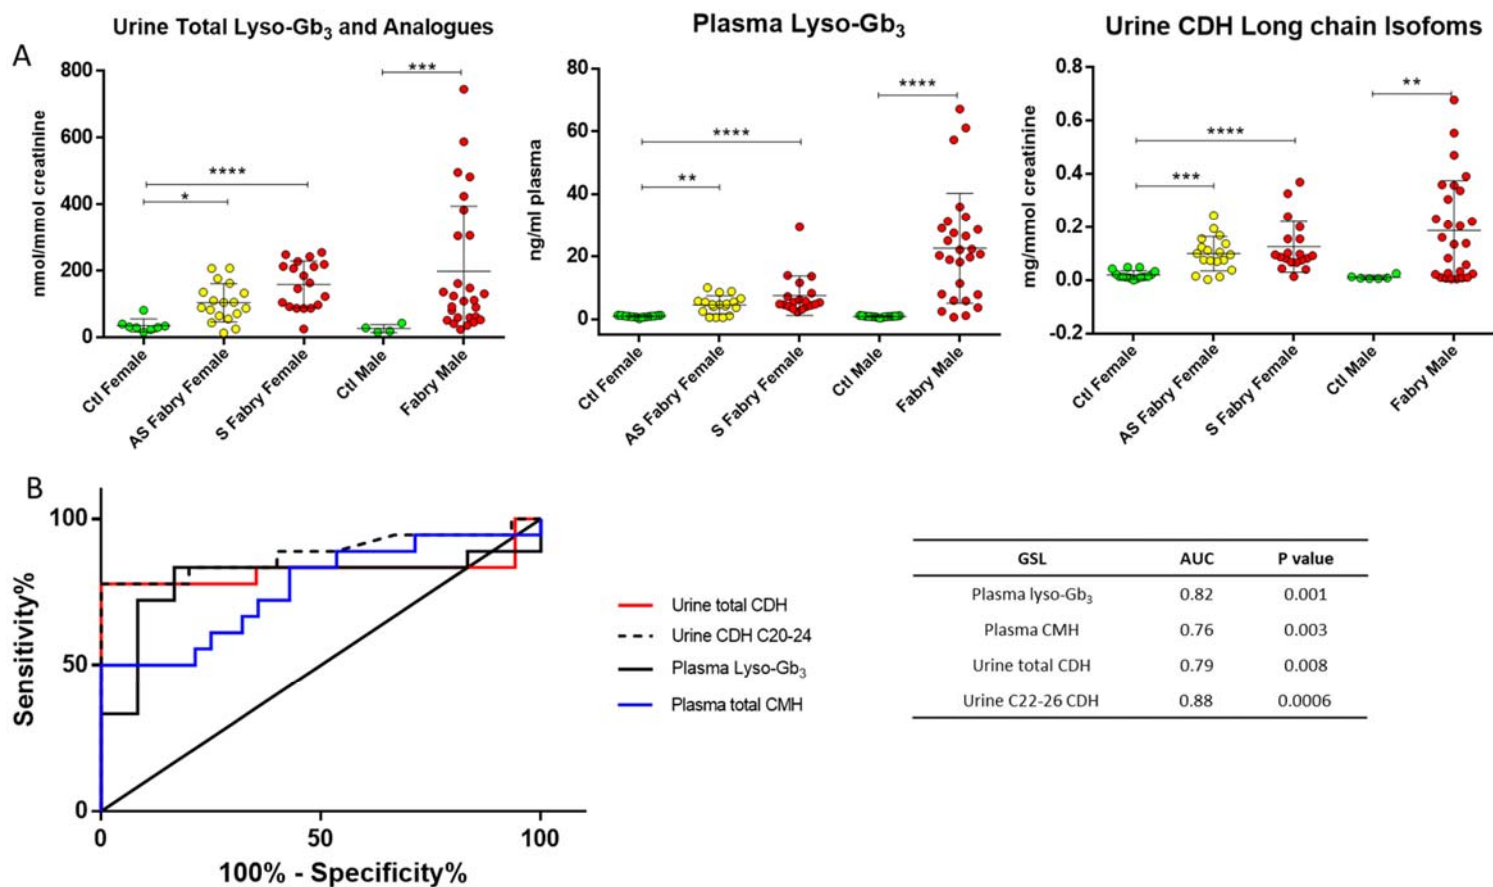 A
Urine Total Lyso-Gb₃ and Analogues
nmol/mmol creatinine
800
600
400
200
0
*
****
***
Ctl Female
AS Fabry Female
S Fabry Female
Ctl Male
Fabry Male
Plasma Lyso-Gb₃
ng/ml plasma
80
60
40
20
0
**
****
****
Ctl Female
AS Fabry Female
S Fabry Female
Ctl Male
Fabry Male
Urine CDH Long chain Isofoms
mg/mmol creatinine
0.8
0.6
0.4
0.2
0.0
-0.2
***
****
**
Ctl Female
AS Fabry Female
S Fabry Female
Ctl Male
Fabry Male
B
Sensitivity%
100
50
0
0 50 100
100% - Specificity%
Urine total CDH
Urine CDH C20-24
Plasma Lyso-Gb₃
Plasma total CMH
GSL AUC P value
Plasma lyso-Gb₃ 0.82 0.001
Plasma CMH 0.76 0.003
Urine total CDH 0.79 0.008
Urine C22-26 CDH 0.88 0.0006